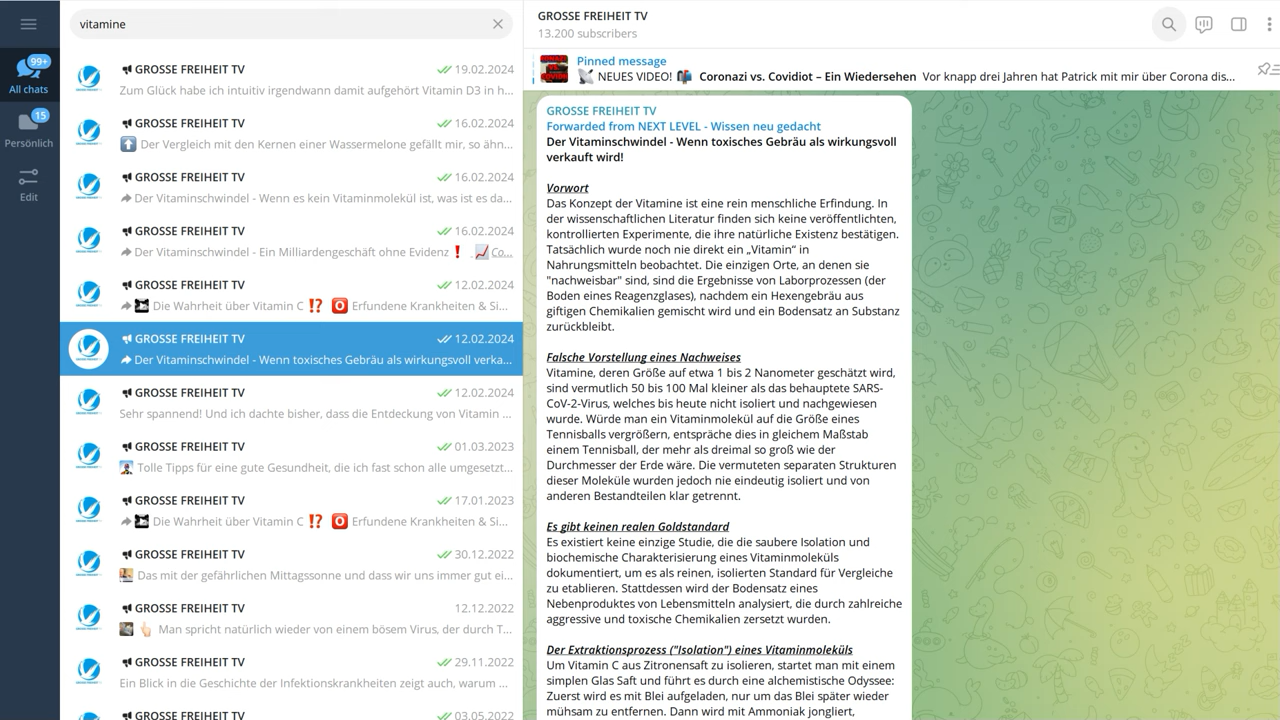 vitamine
99+
All chats
15
Persönlich
Edit
GROSSE FREIHEIT TV 19.02.2024
Zum Glück habe ich intuitiv irgendwann damit aufgehört Vitamin D3 in h...
GROSSE FREIHEIT TV 16.02.2024
Der Vergleich mit den Kernen einer Wassermelone gefällt mir, so ähn...
GROSSE FREIHEIT TV 16.02.2024
Der Vitaminschwindel - Wenn es kein Vitaminmolekül ist, was ist es da...
GROSSE FREIHEIT TV 16.02.2024
Der Vitaminschwindel - Ein Milliardengeschäft ohne Evidenz❗ . 📈 Co...
GROSSE FREIHEIT TV 12.02.2024
Die Wahrheit über Vitamin C ⁉️ 🅾️ Erfundene Krankheiten & Si...
GROSSE FREIHEIT TV 12.02.2024
Der Vitaminschwindel - Wenn toxisches Gebräu als wirkungsvoll verka...
GROSSE FREIHEIT TV 12.02.2024
Sehr spannend! Und ich dachte bisher, dass die Entdeckung von Vitamin ...
GROSSE FREIHEIT TV 01.03.2023
Tolle Tipps für eine gute Gesundheit, die ich fast schon alle umgesetzt...
GROSSE FREIHEIT TV 17.01.2023
Die Wahrheit über Vitamin C ⁉️ 🅾️ Erfundene Krankheiten & Si...
GROSSE FREIHEIT TV 30.12.2022
Das mit der gefährlichen Mittagssonne und dass wir uns immer gut ei...
GROSSE FREIHEIT TV 12.12.2022
Man spricht natürlich wieder von einem bösem Virus, der durch T...
GROSSE FREIHEIT TV 29.11.2022
Ein Blick in die Geschichte der Infektionskrankheiten zeigt auch, warum ...
GROSSE FREIHEIT TV 03.05.2022
GROSSE FREIHEIT TV
13.200 subscribers
Pinned message
NEUES VIDEO! Coronazi vs. Covidiot – Ein Wiedersehen Vor knapp drei Jahren hat Patrick mit mir über Corona dis...
GROSSE FREIHEIT TV
Forwarded from NEXT LEVEL - Wissen neu gedacht
Der Vitaminschwindel - Wenn toxisches Gebräu als wirkungsvoll
verkauft wird!
Vorwort
Das Konzept der Vitamine ist eine rein menschliche Erfindung. In
der wissenschaftlichen Literatur finden sich keine veröffentlichten,
kontrollierten Experimente, die ihre natürliche Existenz bestätigen.
Tatsächlich wurde noch nie direkt ein „Vitamin“ in
Nahrungsmitteln beobachtet. Die einzigen Orte, an denen sie
"nachweisbar" sind, sind die Ergebnisse von Laborprozessen (der
Boden eines Reagenzglases), nachdem ein Hexengebräu aus
giftigen Chemikalien gemischt wird und ein Bodensatz an Substanz
zurückbleibt.
Falsche Vorstellung eines Nachweises
Vitamine, deren Größe auf etwa 1 bis 2 Nanometer geschätzt wird,
sind vermutlich 50 bis 100 Mal kleiner als das behauptete SARS-
CoV-2-Virus, welches bis heute nicht isoliert und nachgewiesen
wurde. Würde man ein Vitaminmolekül auf die Größe eines
Tennisballs vergrößern, entspräche dies in gleichem Maßstab
einem Tennisball, der mehr als dreimal so groß wie der
Durchmesser der Erde wäre. Die vermuteten separaten Strukturen
dieser Moleküle wurden jedoch nie eindeutig isoliert und von
anderen Bestandteilen klar getrennt.
Es gibt keinen realen Goldstandard
Es existiert keine einzige Studie, die die saubere Isolation und
biochemische Charakterisierung eines Vitaminmoleküls
dokumentiert, um es als reinen, isolierten Standard für Vergleiche
zu etablieren. Stattdessen wird der Bodensatz eines
Nebenproduktes von Lebensmitteln analysiert, die durch zahlreiche
aggressive und toxische Chemikalien zersetzt wurden.
Der Extraktionsprozess ("Isolation") eines Vitaminmoleküls
Um Vitamin C aus Zitronensaft zu isolieren, startet man mit einem
simplen Glas Saft und führt es durch eine alchemistische Odyssee:
Zuerst wird es mit Blei aufgeladen, nur um das Blei später wieder
mühsam zu entfernen. Dann wird mit Ammoniak jongliert,